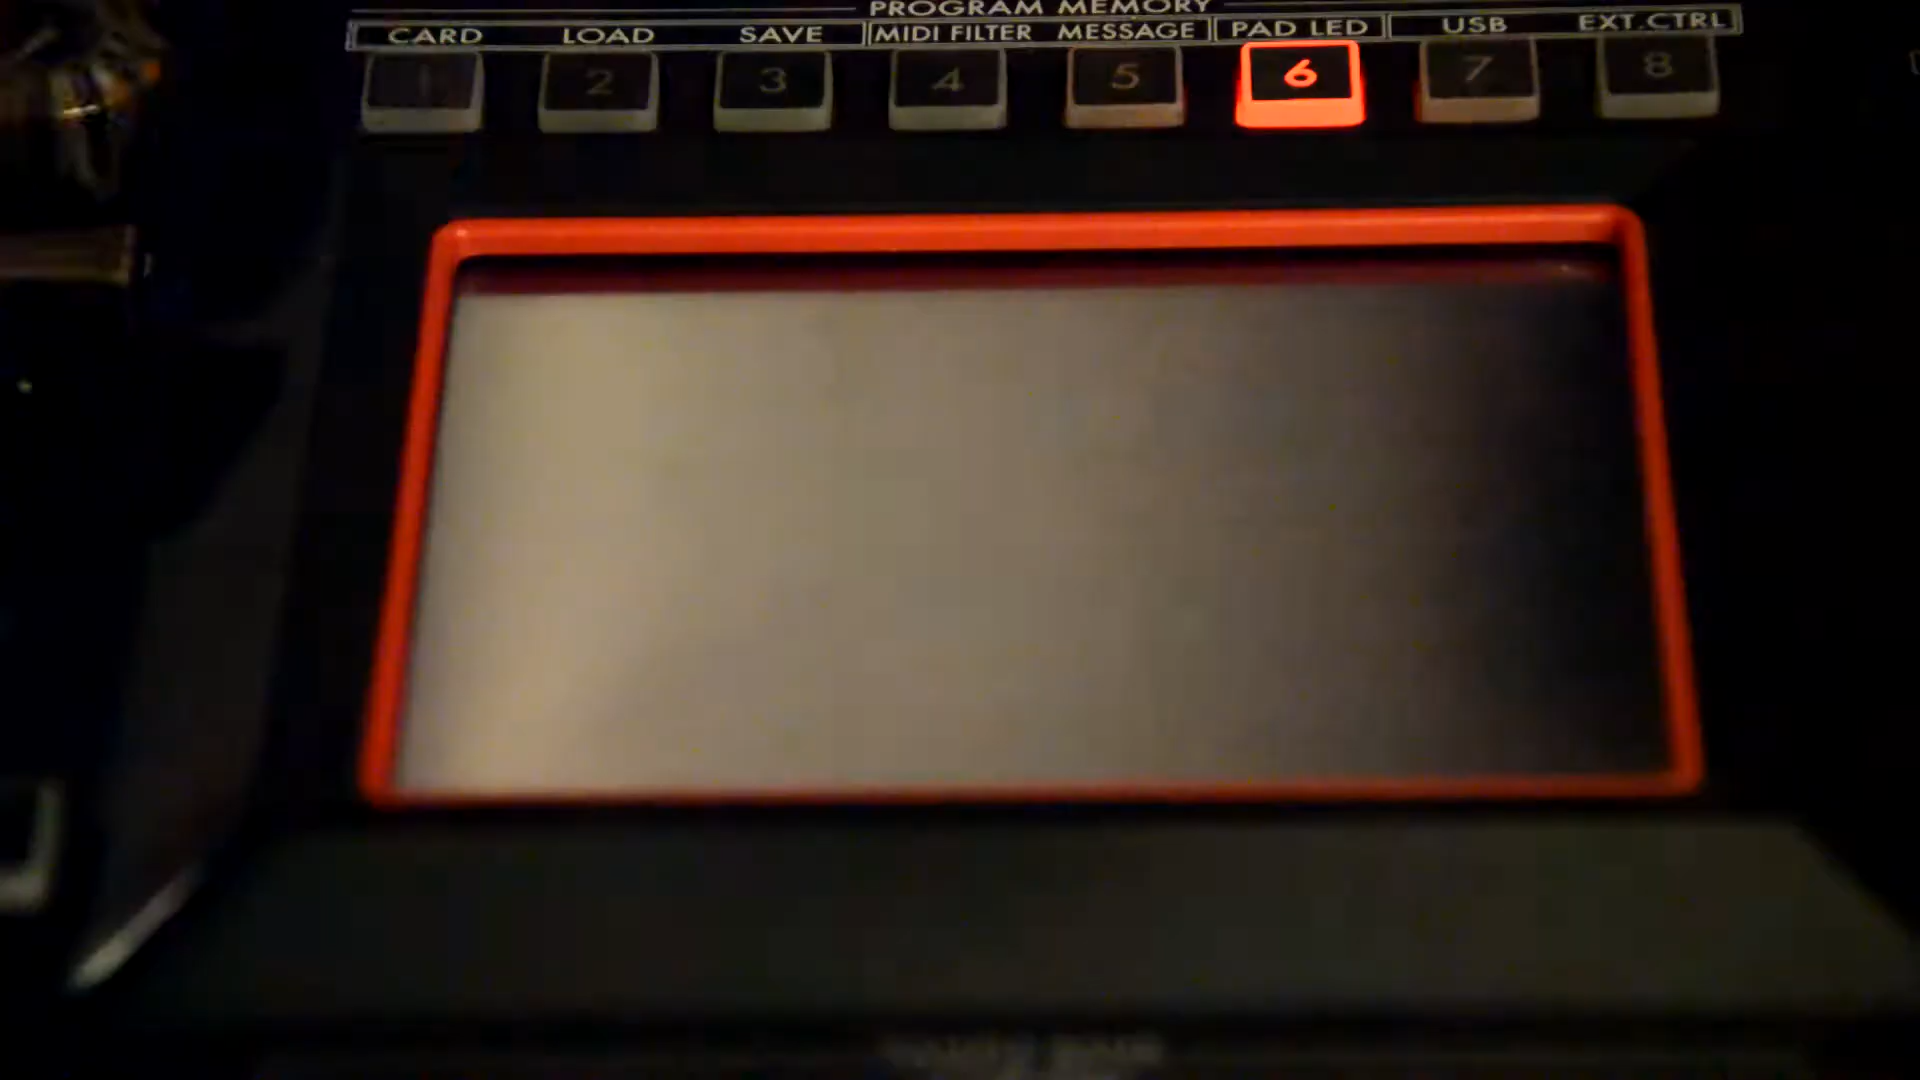 PROGRAM MEMORY
CARD LOAD SAVE MIDI FILTER MESSAGE PAD LED USB EXT.CTRL
1 2 3 4 5 6 7 8